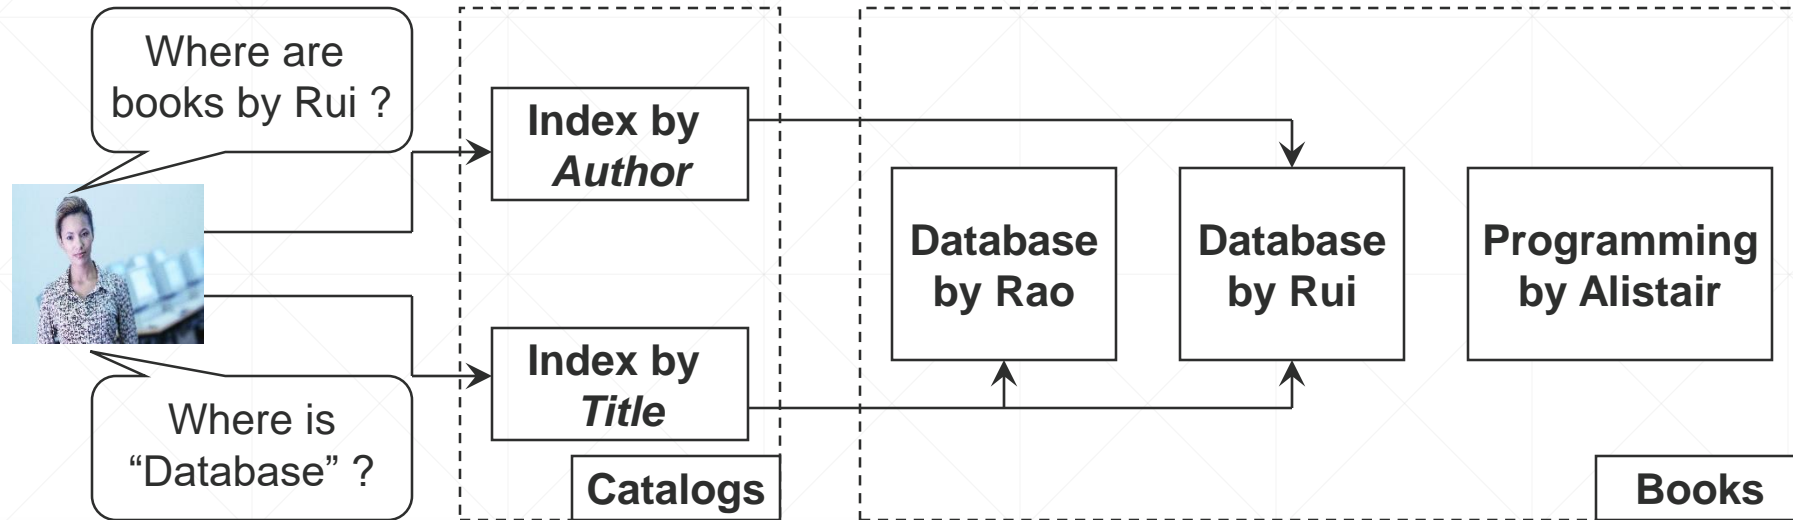 Where are
books by Rui ?
Index by
Author
Database
by Rao
Database
by Rui
Programming
by Alistair
Index by
Title
Where is
“Database” ?
Catalogs
Books